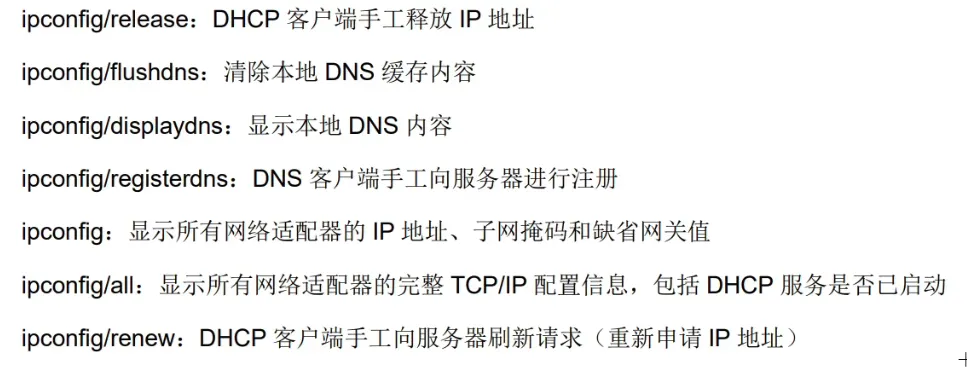 ipconfig/release：DHCP 客户端手工释放 IP 地址
ipconfig/flushdns：清除本地 DNS 缓存内容
ipconfig/displaydns：显示本地 DNS 内容
ipconfig/registerdns：DNS 客户端手工向服务器进行注册
ipconfig：显示所有网络适配器的 IP 地址、子网掩码和缺省网关值
ipconfig/all：显示所有网络适配器的完整 TCP/IP 配置信息，包括 DHCP 服务是否已启动
ipconfig/renew：DHCP 客户端手工向服务器刷新请求（重新申请 IP 地址）